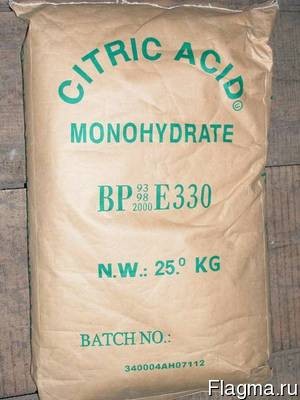 CITRIC ACID©
MONOHYDRATE
BP 93 98 2000 E330
N.W.: 25.⁰ KG
BATCH NO.:
340004AH07112
Flagma.ru